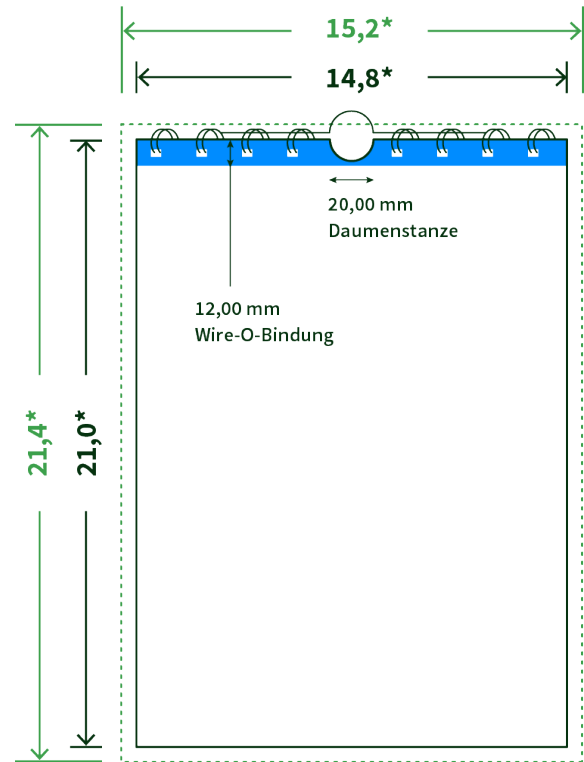 15,2*
14,8*
20,00 mm
Daumenstanze
12,00 mm
Wire-O-Bindung
21,4*
21,0*